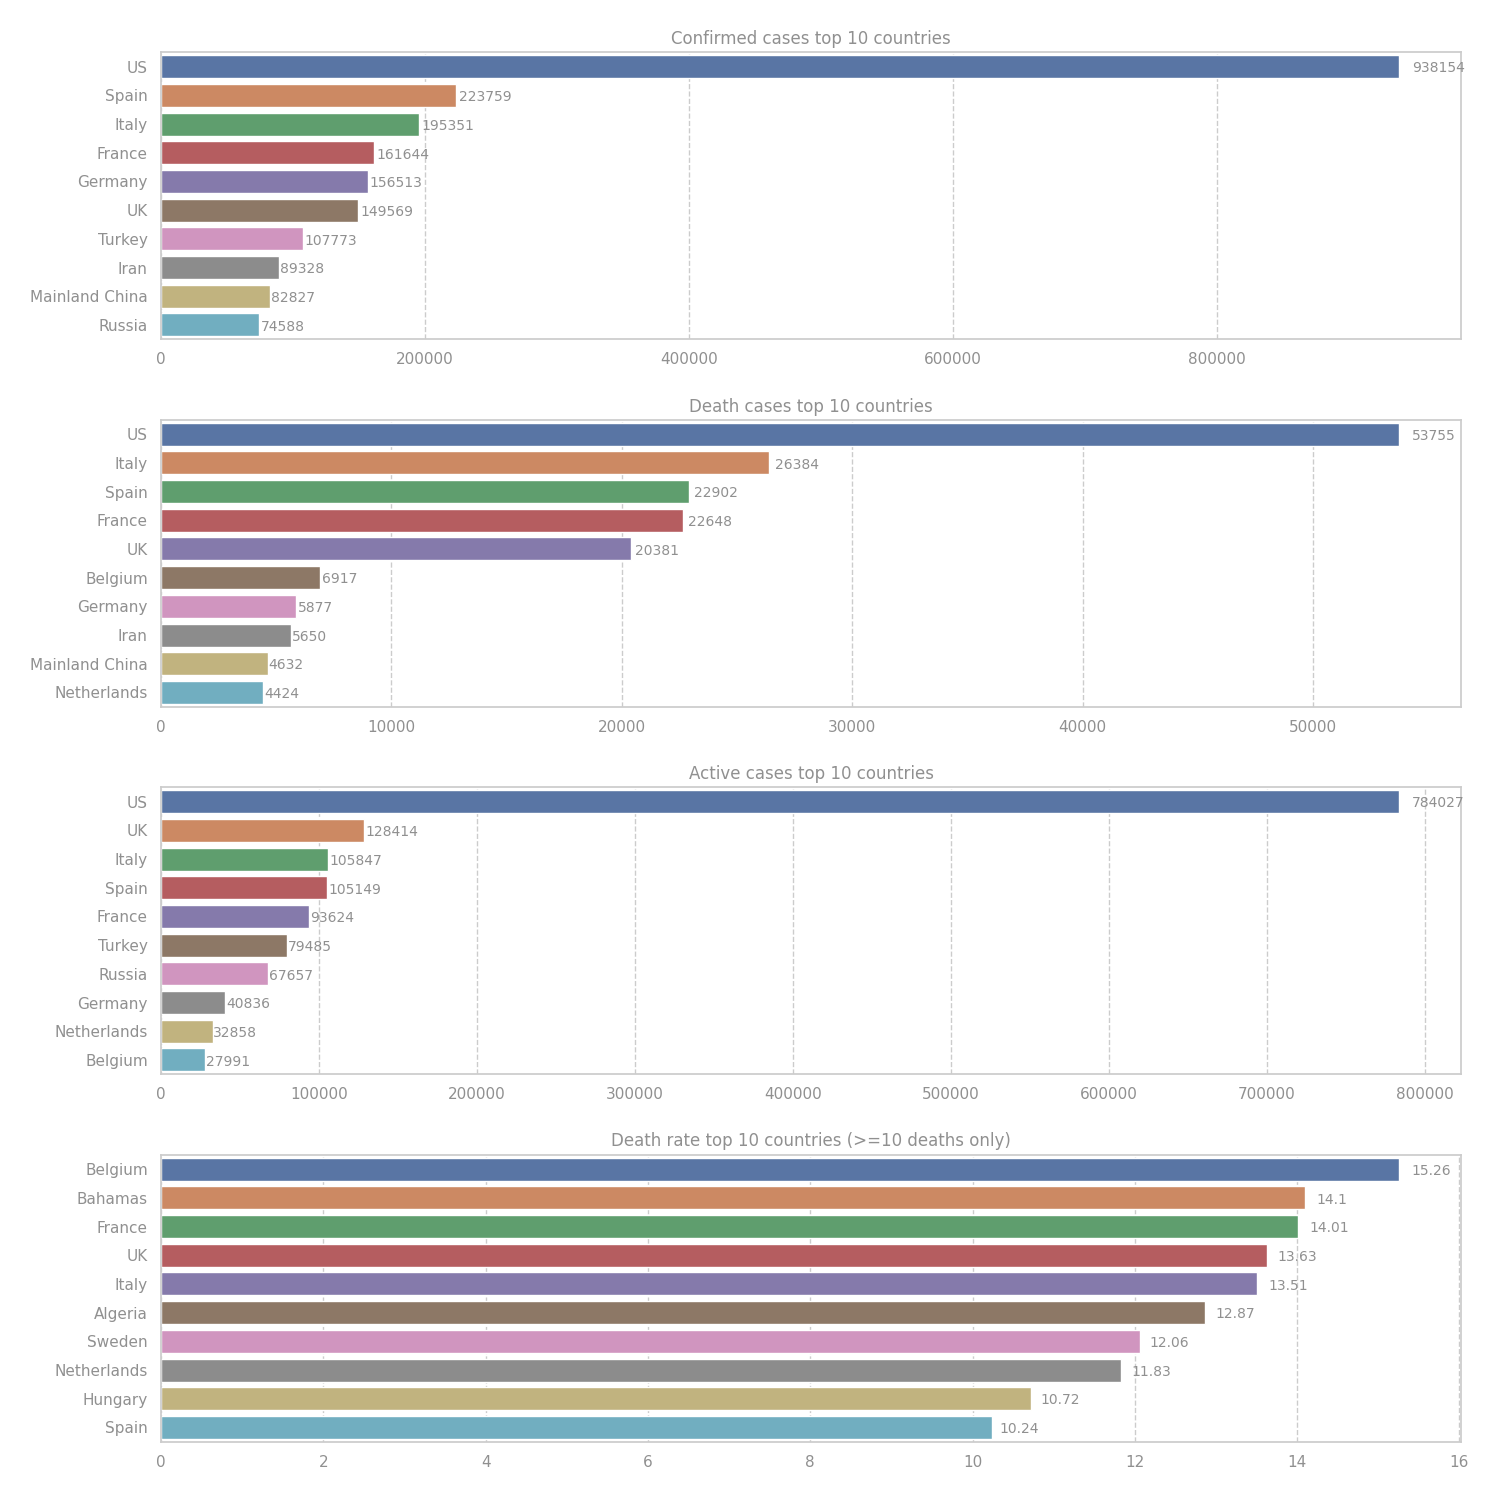 Confirmed cases top 10 countries
US 938154
Spain 223759
Italy 195351
France 161644
Germany 156513
UK 149569
Turkey 107773
Iran 89328
Mainland China 82827
Russia 74588
0 200000 400000 600000 800000
Death cases top 10 countries
US 53755
Italy 26384
Spain 22902
France 22648
UK 20381
Belgium 6917
Germany 5877
Iran 5650
Mainland China 4632
Netherlands 4424
0 10000 20000 30000 40000 50000
Active cases top 10 countries
US 784027
UK 128414
Italy 105847
Spain 105149
France 93624
Turkey 79485
Russia 67657
Germany 40836
Netherlands 32858
Belgium 27991
0 100000 200000 300000 400000 500000 600000 700000 800000
Death rate top 10 countries (>=10 deaths only)
Belgium 15.26
Bahamas 14.1
France 14.01
UK 13.63
Italy 13.51
Algeria 12.87
Sweden 12.06
Netherlands 11.83
Hungary 10.72
Spain 10.24
0 2 4 6 8 10 12 14 16